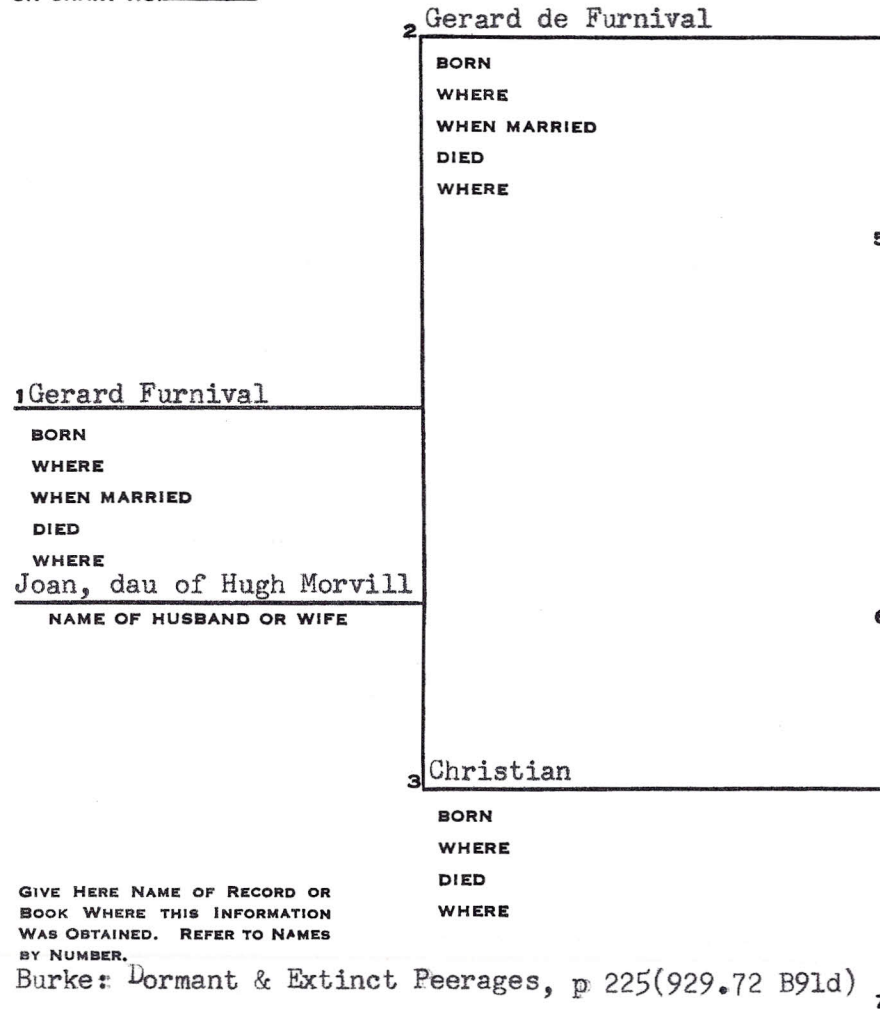 2 Gerard de Furnival
BORN
WHERE
WHEN MARRIED
DIED
WHERE
5
1 Gerard Furnival
BORN
WHERE
WHEN MARRIED
DIED
WHERE
Joan, dau of Hugh Morvill
NAME OF HUSBAND OR WIFE
6
3 Christian
BORN
WHERE
DIED
WHERE
GIVE HERE NAME OF RECORD OR
BOOK WHERE THIS INFORMATION
WAS OBTAINED. REFER TO NAMES
BY NUMBER.
Burke: Dormant & Extinct Peerages, p 225(929.72 B91d)
7